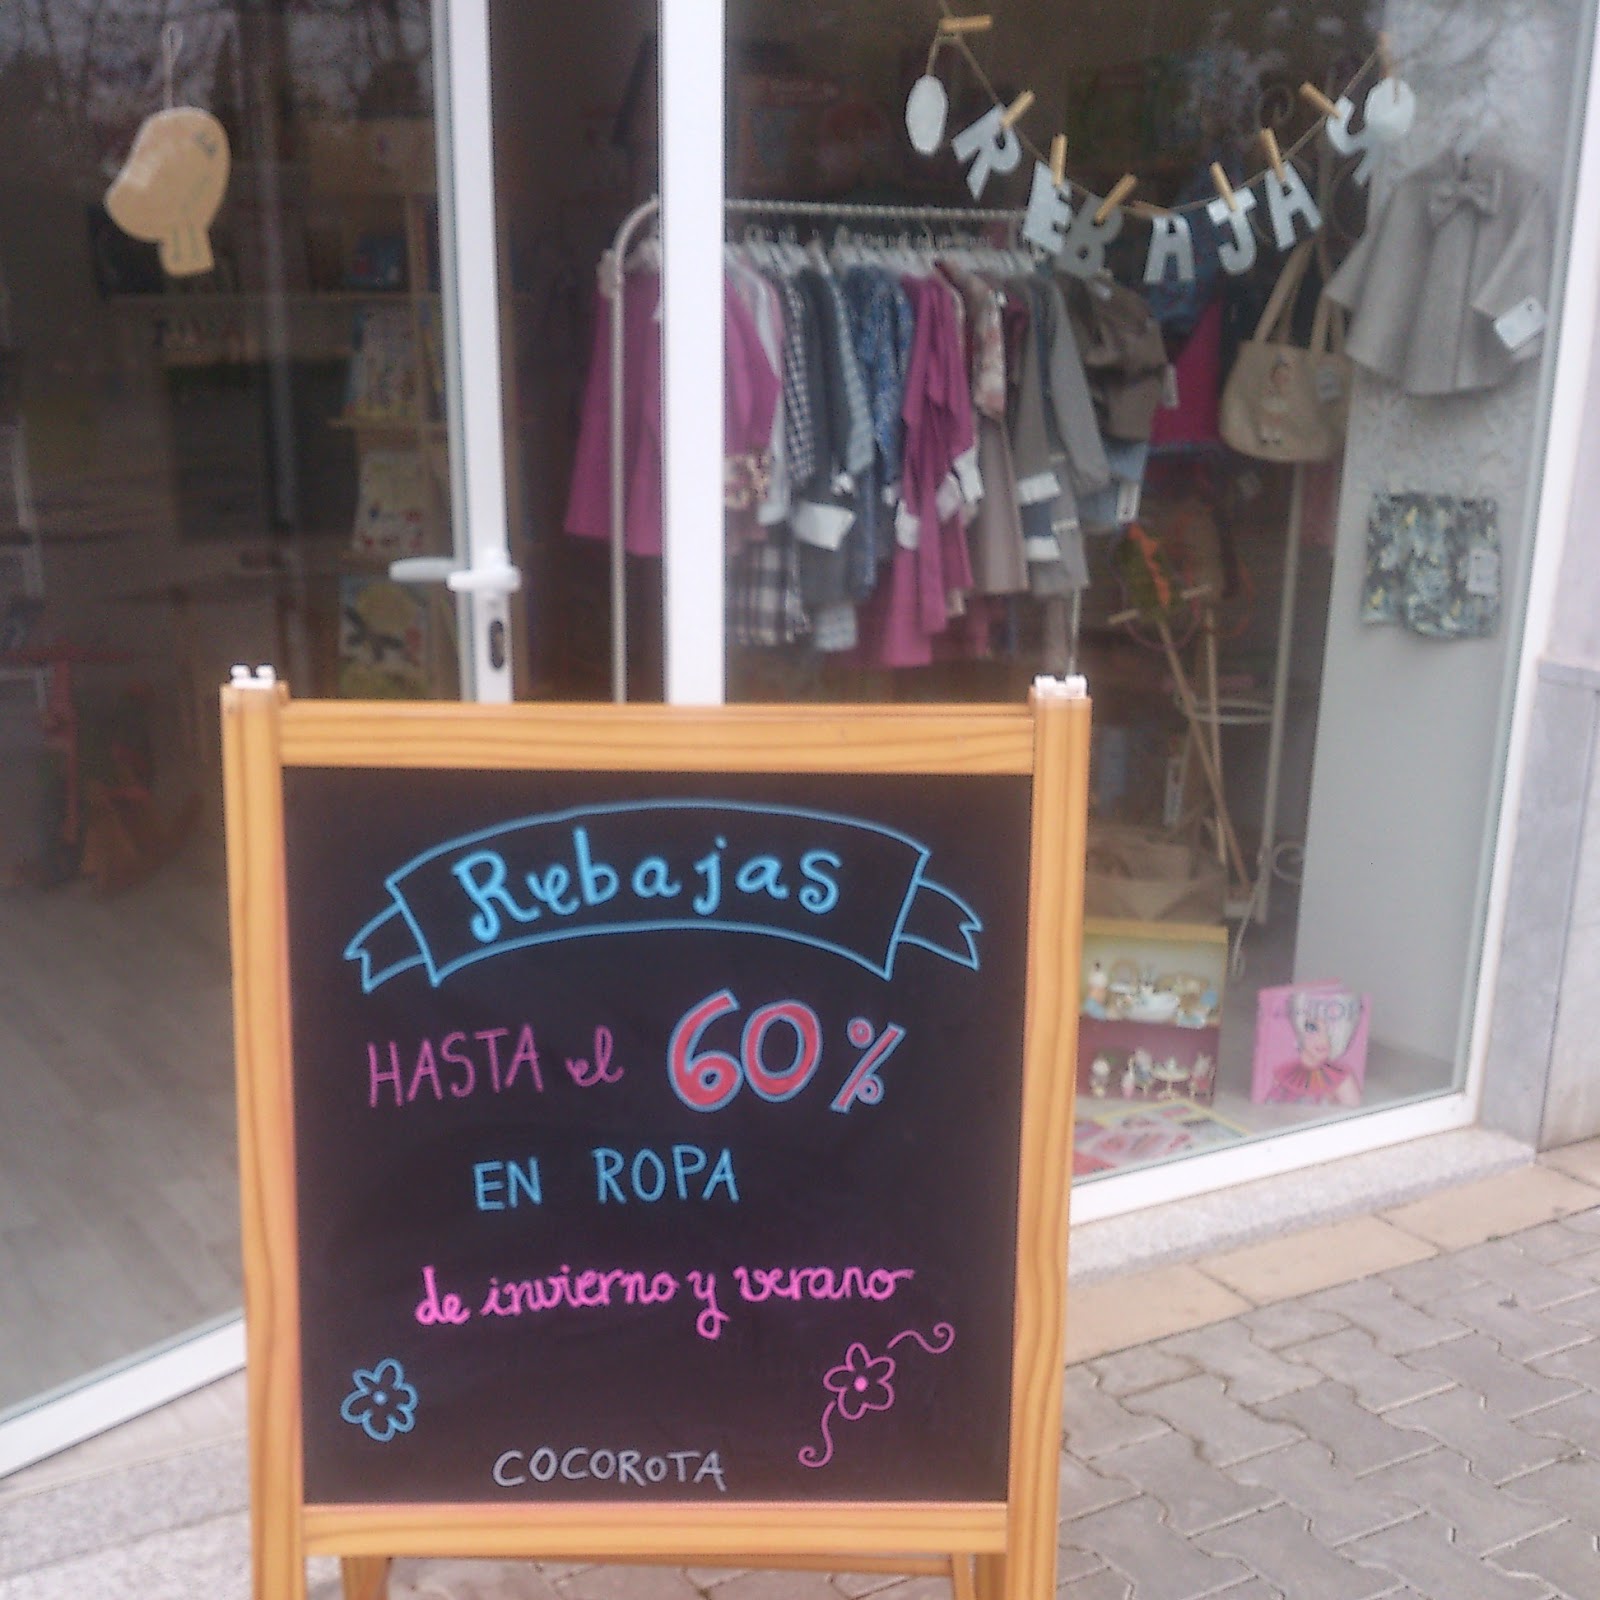 REBAJAS
Rebajas
HASTA el 60%
EN ROPA
de invierno y verano
COCOROTA